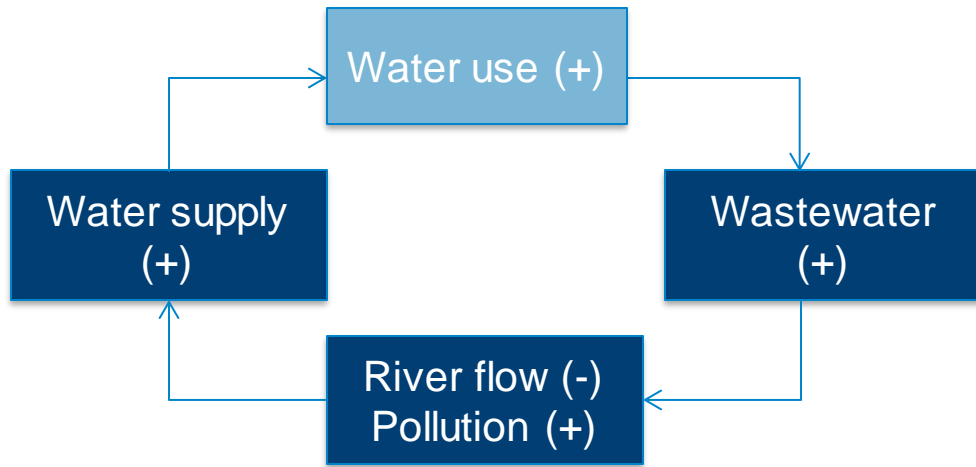 Water use (+)
Water supply
(+)
Wastewater
(+)
River flow (-)
Pollution (+)